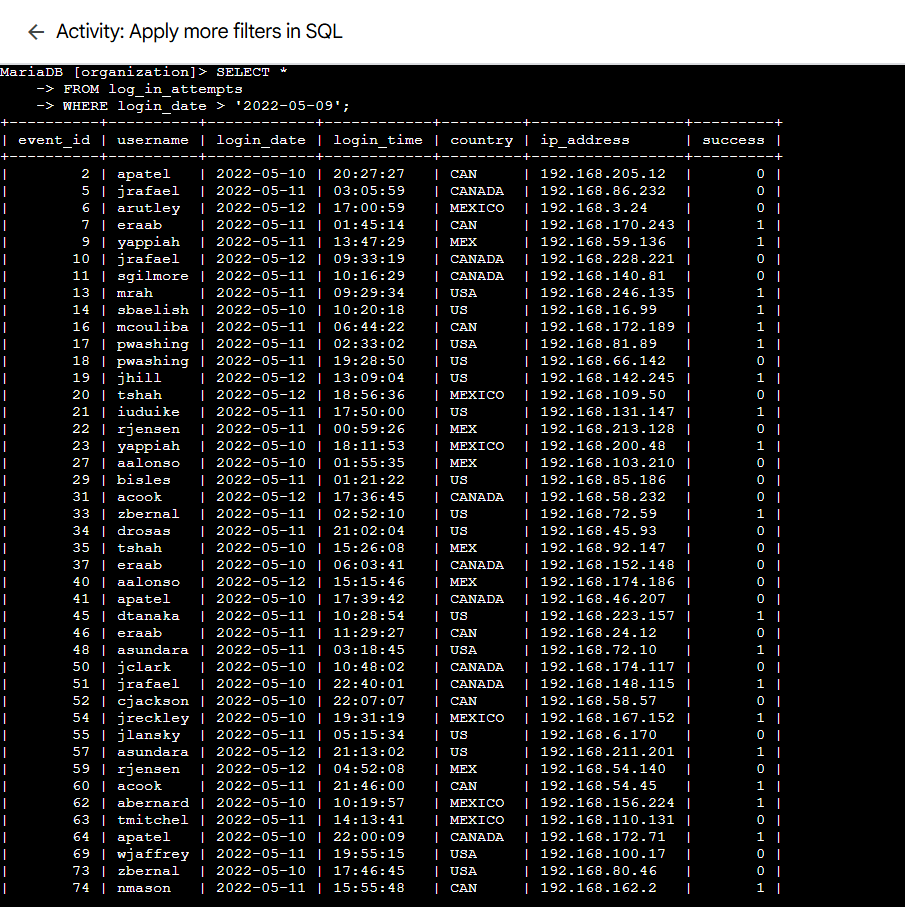 ← Activity: Apply more filters in SQL
MariaDB [organization]> SELECT *
    -> FROM log_in_attempts
    -> WHERE login_date > '2022-05-09';
+----------+----------+------------+------------+---------+-----------------+---------+
| event_id | username | login_date | login_time | country | ip_address      | success |
+----------+----------+------------+------------+---------+-----------------+---------+
|        2 | apatel   | 2022-05-10 | 20:27:27   | CAN     | 192.168.205.12  |       0 |
|        5 | jrafael  | 2022-05-11 | 03:05:59   | CANADA  | 192.168.86.232  |       0 |
|        6 | arutley  | 2022-05-12 | 17:00:59   | MEXICO  | 192.168.3.24    |       0 |
|        7 | eraab    | 2022-05-11 | 01:45:14   | CAN     | 192.168.170.243 |       1 |
|        9 | yappiah  | 2022-05-11 | 13:47:29   | MEX     | 192.168.59.136  |       1 |
|       10 | jrafael  | 2022-05-12 | 09:33:19   | CANADA  | 192.168.228.221 |       0 |
|       11 | sgilmore | 2022-05-11 | 10:16:29   | CANADA  | 192.168.140.81  |       0 |
|       13 | mrah     | 2022-05-11 | 09:29:34   | USA     | 192.168.246.135 |       1 |
|       14 | sbaelish | 2022-05-10 | 10:20:18   | US      | 192.168.16.99   |       1 |
|       16 | mcouliba | 2022-05-11 | 06:44:22   | CAN     | 192.168.172.189 |       1 |
|       17 | pwashing | 2022-05-11 | 02:33:02   | USA     | 192.168.81.89   |       1 |
|       18 | pwashing | 2022-05-11 | 19:28:50   | US      | 192.168.66.142  |       0 |
|       19 | jhill    | 2022-05-12 | 13:09:04   | US      | 192.168.142.245 |       1 |
|       20 | tshah    | 2022-05-12 | 18:56:36   | MEXICO  | 192.168.109.50  |       0 |
|       21 | iuduike  | 2022-05-11 | 17:50:00   | US      | 192.168.131.147 |       1 |
|       22 | rjensen  | 2022-05-11 | 00:59:26   | MEX     | 192.168.213.128 |       0 |
|       23 | yappiah  | 2022-05-10 | 18:11:53   | MEXICO  | 192.168.200.48  |       1 |
|       27 | aalonso  | 2022-05-10 | 01:55:35   | MEX     | 192.168.103.210 |       0 |
|       29 | bisles   | 2022-05-11 | 01:21:22   | US      | 192.168.85.186  |       0 |
|       31 | acook    | 2022-05-12 | 17:36:45   | CANADA  | 192.168.58.232  |       0 |
|       33 | zbernal  | 2022-05-11 | 02:52:10   | US      | 192.168.72.59   |       1 |
|       34 | drosas   | 2022-05-11 | 21:02:04   | US      | 192.168.45.93   |       0 |
|       35 | tshah    | 2022-05-10 | 15:26:08   | MEX     | 192.168.92.147  |       0 |
|       37 | eraab    | 2022-05-10 | 06:03:41   | CANADA  | 192.168.152.148 |       0 |
|       40 | aalonso  | 2022-05-12 | 15:15:46   | MEX     | 192.168.174.186 |       0 |
|       41 | apatel   | 2022-05-10 | 17:39:42   | CANADA  | 192.168.46.207  |       0 |
|       45 | dtanaka  | 2022-05-11 | 10:28:54   | US      | 192.168.223.157 |       1 |
|       46 | eraab    | 2022-05-11 | 11:29:27   | CAN     | 192.168.24.12   |       0 |
|       48 | asundara | 2022-05-11 | 03:18:45   | USA     | 192.168.72.10   |       1 |
|       50 | jclark   | 2022-05-10 | 10:48:02   | CANADA  | 192.168.174.117 |       0 |
|       51 | jrafael  | 2022-05-10 | 22:40:01   | CANADA  | 192.168.148.115 |       1 |
|       52 | cjackson | 2022-05-10 | 22:07:07   | CAN     | 192.168.58.57   |       0 |
|       54 | jreckley | 2022-05-10 | 19:31:19   | MEXICO  | 192.168.167.152 |       1 |
|       55 | jlansky  | 2022-05-11 | 05:15:34   | US      | 192.168.6.170   |       0 |
|       57 | asundara | 2022-05-12 | 21:13:02   | US      | 192.168.211.201 |       1 |
|       59 | rjensen  | 2022-05-12 | 04:52:08   | MEX     | 192.168.54.140  |       0 |
|       60 | acook    | 2022-05-11 | 21:46:00   | CAN     | 192.168.54.45   |       1 |
|       62 | abernard | 2022-05-10 | 10:19:57   | MEXICO  | 192.168.156.224 |       1 |
|       63 | tmitchel | 2022-05-11 | 14:13:41   | MEXICO  | 192.168.110.131 |       0 |
|       64 | apatel   | 2022-05-10 | 22:00:09   | CANADA  | 192.168.172.71  |       1 |
|       69 | wjaffrey | 2022-05-11 | 19:55:15   | USA     | 192.168.100.17  |       0 |
|       73 | zbernal  | 2022-05-10 | 17:46:45   | USA     | 192.168.80.46   |       0 |
|       74 | nmason   | 2022-05-11 | 15:55:48   | CAN     | 192.168.162.2   |       1 |